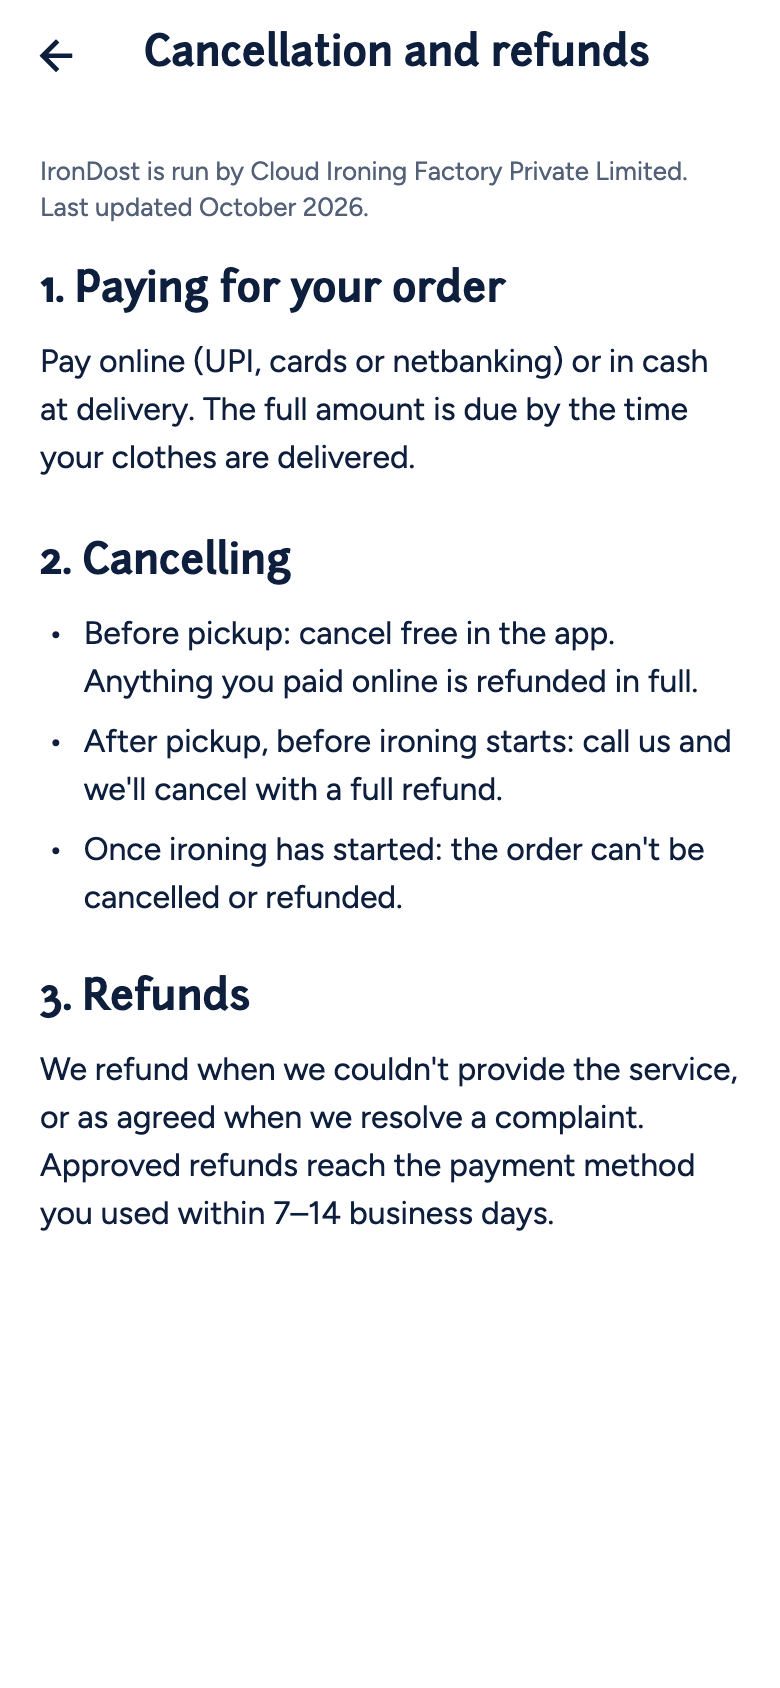 Cancellation and refunds
IronDost is run by Cloud Ironing Factory Private Limited.
Last updated October 2026.
1. Paying for your order
Pay online (UPI, cards or netbanking) or in cash
at delivery. The full amount is due by the time
your clothes are delivered.
2. Cancelling
• Before pickup: cancel free in the app.
Anything you paid online is refunded in full.
• After pickup, before ironing starts: call us and
we'll cancel with a full refund.
• Once ironing has started: the order can't be
cancelled or refunded.
3. Refunds
We refund when we couldn't provide the service,
or as agreed when we resolve a complaint.
Approved refunds reach the payment method
you used within 7–14 business days.